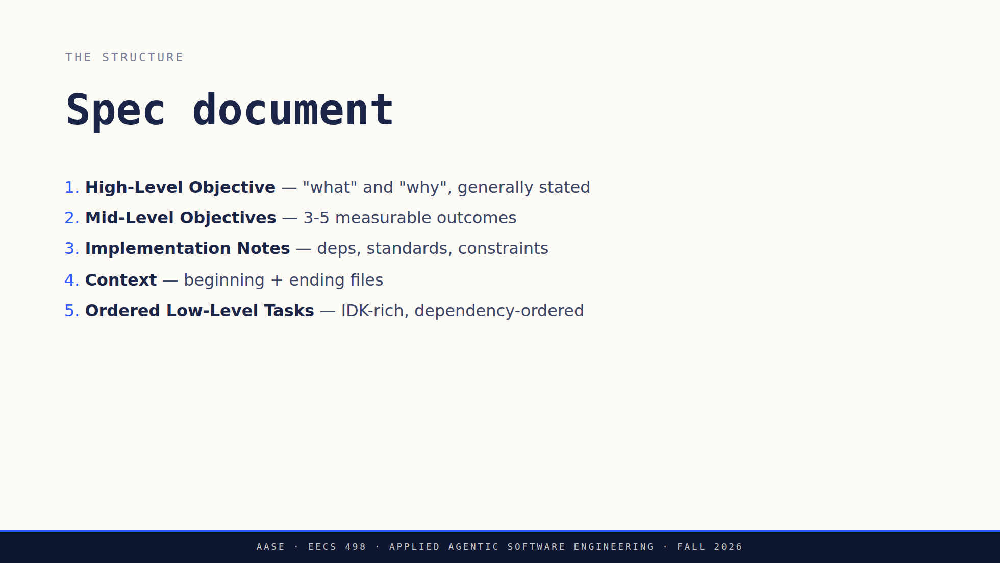 THE STRUCTURE
Spec document
1. High-Level Objective — "what" and "why", generally stated
2. Mid-Level Objectives — 3-5 measurable outcomes
3. Implementation Notes — deps, standards, constraints
4. Context — beginning + ending files
5. Ordered Low-Level Tasks — IDK-rich, dependency-ordered
AASE · EECS 498 · APPLIED AGENTIC SOFTWARE ENGINEERING · FALL 2026